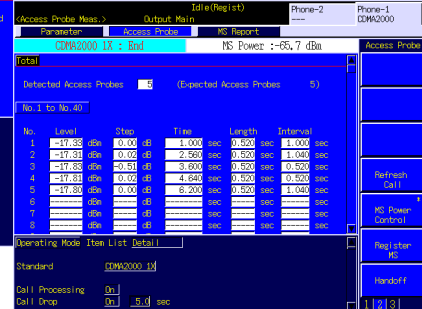 Idle(Regist)
Phone-2
Phone-1
<Access Probe Meas.>
Output Main
---
CDMA2000
Parameter
Access Probe
MS Report
CDMA2000 1X : End
MS Power :-65.7 dBm
Access Probe
Total
Detected Access Probes 5 (Expected Access Probes 5)
No.1 to No.40
No. Level Step Time Length Interval
1 -17.33 dBm 0.00 dB 1.000 sec 0.520 sec 1.000 sec
2 -17.31 dBm 0.02 dB 2.560 sec 0.520 sec 1.040 sec
3 -17.83 dBm -0.51 dB 3.600 sec 0.520 sec 0.520 sec
4 -17.81 dBm 0.02 dB 4.640 sec 0.520 sec 1.040 sec
5 -17.80 dBm 0.00 dB 6.200 sec 0.520 sec 1.040 sec
6 ------ dBm ----- dB ------ sec ----- sec ------ sec
7 ------ dBm ----- dB ------ sec ----- sec ------ sec
8 ------ dBm ----- dB ------ sec ----- sec ------ sec
Refresh
Call
*
MS Power
Control
Register
MS
Handoff
1 2 3
Operating Mode Item List Detail
Standard CDMA2000 1X
Call Processing On
Call Drop On 5.0 sec